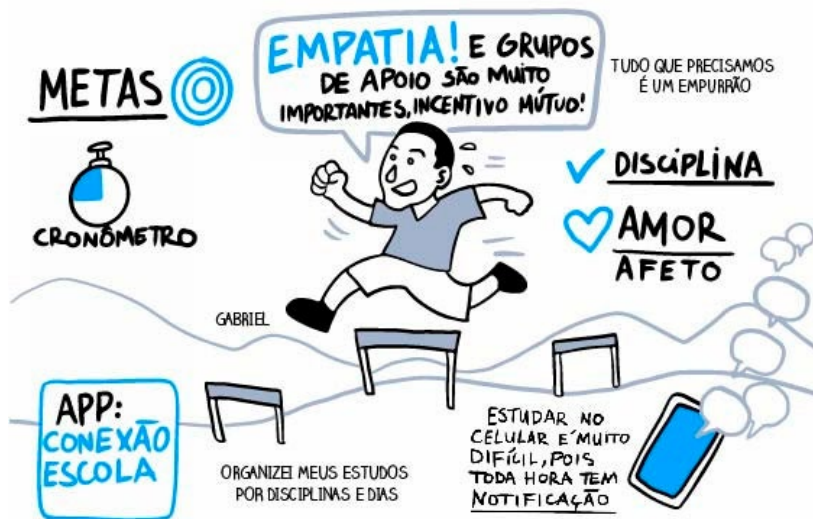 METAS
CRONÔMETRO
EMPATIA! E GRUPOS
DE APOIO SÃO MUITO
IMPORTANTES, INCENTIVO MÚTUO!
TUDO QUE PRECISAMOS
É UM EMPURRÃO
DISCIPLINA
AMOR
AFETO
GABRIEL
APP:
CONEXÃO
ESCOLA
ORGANIZEI MEUS ESTUDOS
POR DISCIPLINAS E DIAS
ESTUDAR NO
CELULAR É MUITO
DIFÍCIL, POIS
TODA HORA TEM
NOTIFICAÇÃO